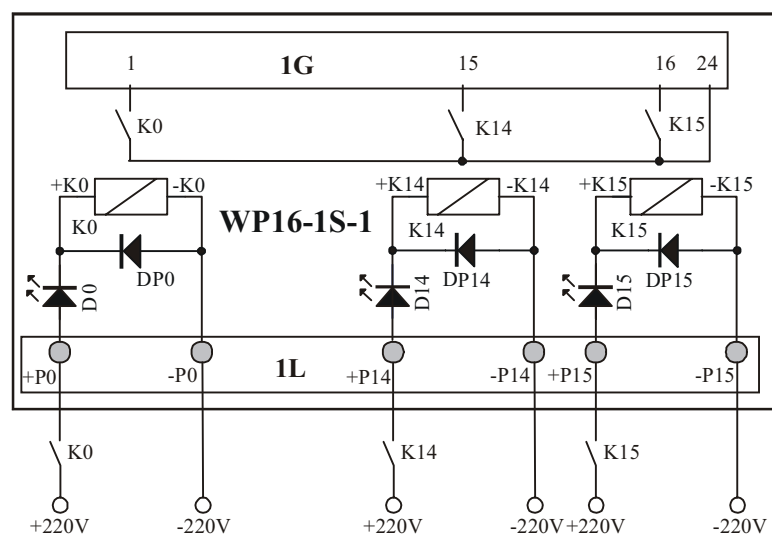 1 1G 15 16 24
K0 K14 K15
+K0 -K0 +K14 -K14 +K15 -K15
K0 WP16-1S-1 K14 K15
DP0 DP14 DP15
D0 D14 D15
+P0 -P0 1L +P14 -P14 +P15 -P15
K0 K14 K15
+220V -220V +220V -220V +220V -220V